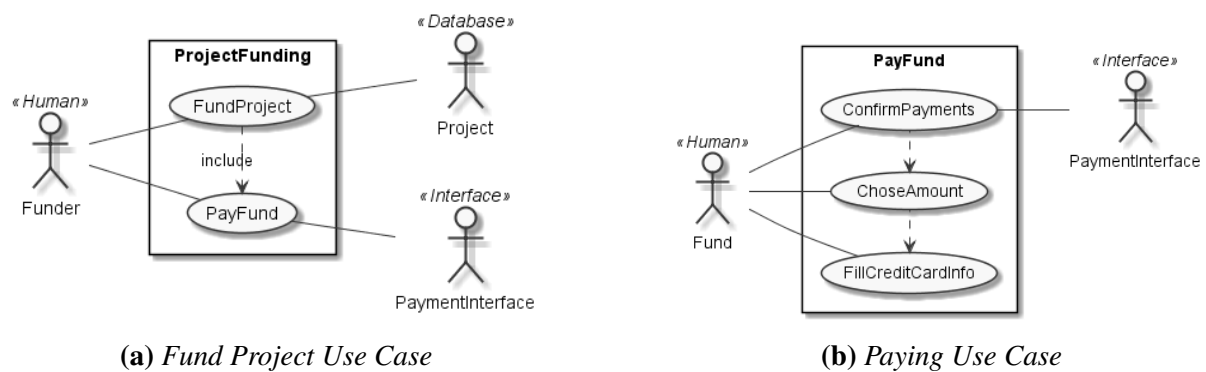 «Database»
ProjectFunding
«Human»
FundProject
Project
include
Funder
«Interface»
PayFund
PaymentInterface
(a) Fund Project Use Case
PayFund
«Interface»
ConfirmPayments
«Human»
PaymentInterface
ChoseAmount
Fund
FillCreditCardInfo
(b) Paying Use Case